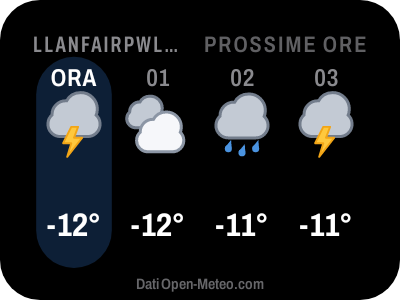 LLANFAIRPWL... PROSSIME ORE
ORA 01 02 03
-12° -12° -11° -11°
Dati Open-Meteo.com